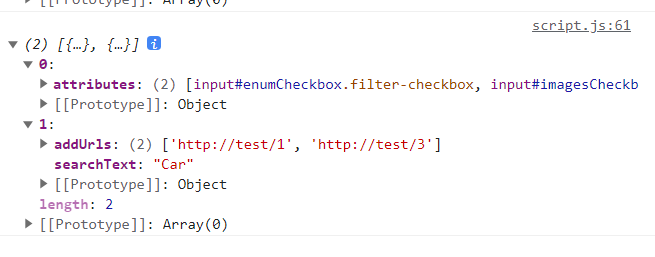 [[Prototype]]: Array(0)
script.js:61
(2) [{…}, {…}] i
0:
attributes: (2) [input#enumCheckbox.filter-checkbox, input#imagesCheckb
[[Prototype]]: Object
1:
addUrls: (2) ['http://test/1', 'http://test/3']
searchText: "Car"
[[Prototype]]: Object
length: 2
[[Prototype]]: Array(0)